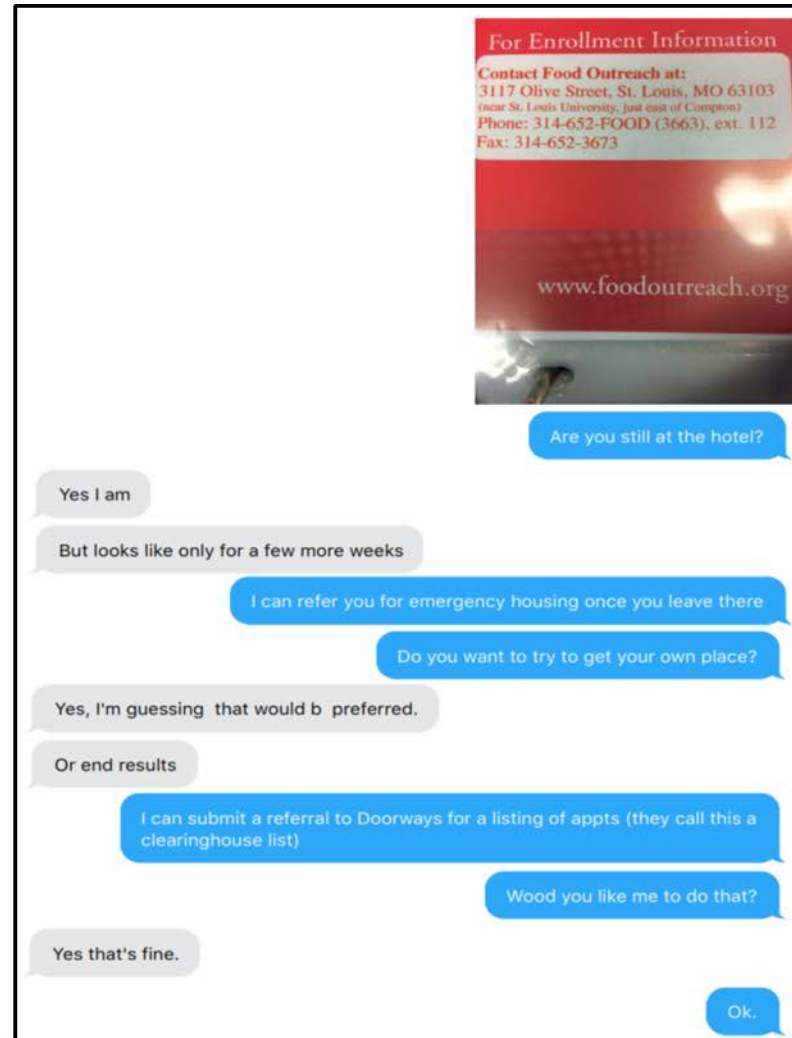 For Enrollment Information
Contact Food Outreach at:
3117 Olive Street, St. Louis, MO 63103
(near St. Louis University, just east of Compton)
Phone: 314-652-FOOD (3663), ext. 112
Fax: 314-652-3673
www.foodoutreach.org
Are you still at the hotel?
Yes I am
But looks like only for a few more weeks
I can refer you for emergency housing once you leave there
Do you want to try to get your own place?
Yes, I'm guessing  that would b  preferred.
Or end results
I can submit a referral to Doorways for a listing of appts (they call this a
clearinghouse list)
Wood you like me to do that?
Yes that's fine.
Ok.